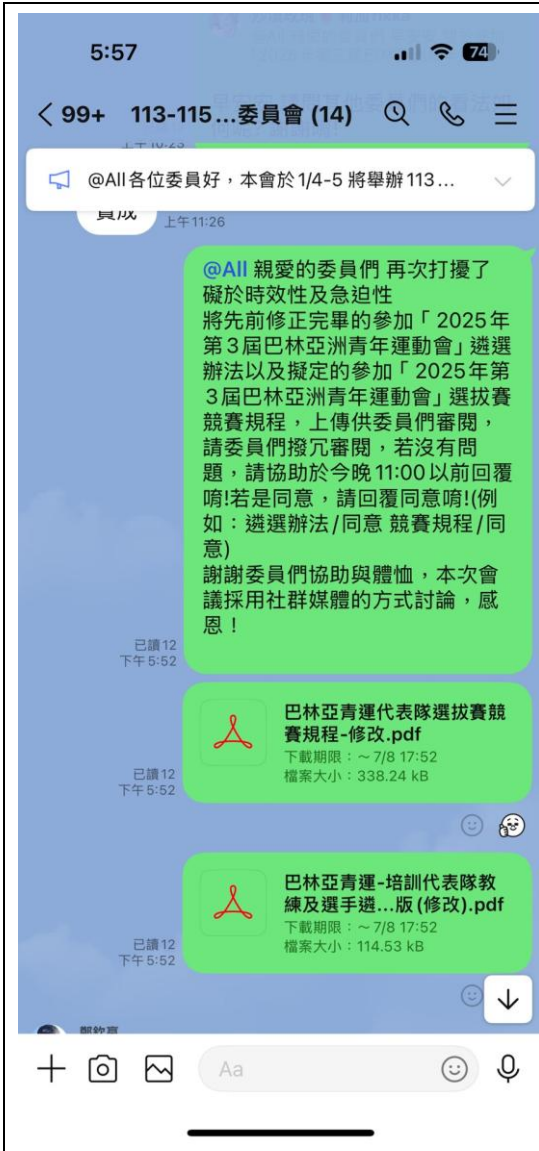 5:57
74
99+ 113-115...委員會 (14)
@All各位委員好，本會於1/4-5 將舉辦113...
贊成
上午11:26
@All 親愛的委員們 再次打擾了
礙於時效性及急迫性
將先前修正完畢的參加「2025年
第3屆巴林亞洲青年運動會」遴選
辦法以及擬定的參加「2025年第
3屆巴林亞洲青年運動會」選拔賽
競賽規程，上傳供委員們審閱，
請委員們撥冗審閱，若沒有問
題，請協助於今晚11:00以前回覆
唷!若是同意，請回覆同意唷!(例
如：遴選辦法/同意 競賽規程/同
意)
謝謝委員們協助與體恤，本次會
議採用社群媒體的方式討論，感
恩！
已讀12
下午5:52
巴林亞青運代表隊選拔賽競
賽規程-修改.pdf
下載期限：～7/8 17:52
檔案大小：338.24 kB
已讀12
下午5:52
巴林亞青運-培訓代表隊教
練及選手遴...版(修改).pdf
下載期限：～7/8 17:52
檔案大小：114.53 kB
已讀12
下午5:52
Aa